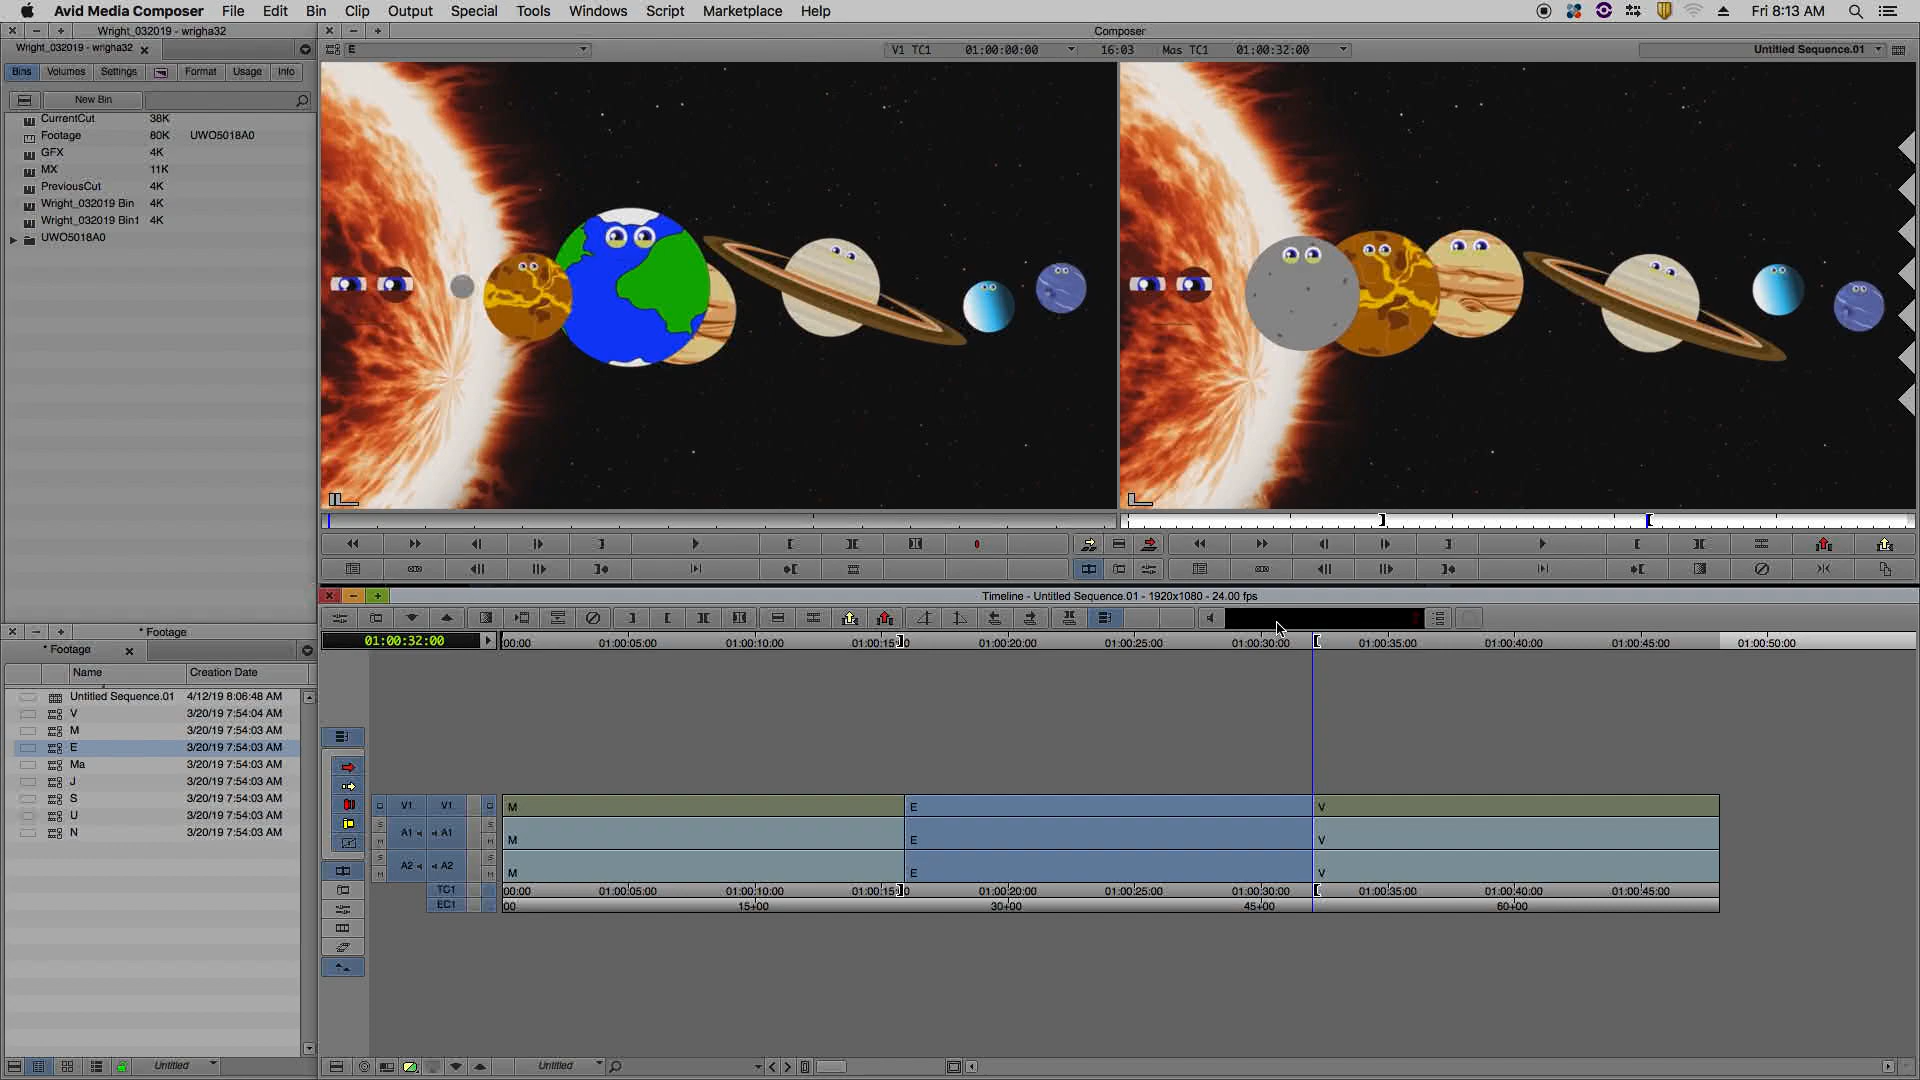 Avid Media Composer File Edit Bin Clip Output Special Tools Windows Script Marketplace Help Fri 8:13 AM
Wright_032019 - wrigha32
Composer
Wright_032019 - wrigha32
E V1 TC1 01:00:00:00 16:03 Mas TC1 01:00:32:00 Untitled Sequence.01
Bins Volumes Settings Format Usage Info
New Bin
CurrentCut 38K
Footage 80K UWO5018A0
GFX 4K
MX 11K
PreviousCut 4K
Wright_032019 Bin 4K
Wright_032019 Bin1 4K
UWO5018A0
Timeline - Untitled Sequence.01 - 1920x1080 - 24.00 fps
01:00:32:00
00:00 01:00:05:00 01:00:10:00 01:00:15:00 01:00:20:00 01:00:25:00 01:00:30:00 01:00:35:00 01:00:40:00 01:00:45:00 01:00:50:00
* Footage
* Footage
Name Creation Date
Untitled Sequence.01 4/12/19 8:06:48 AM
V 3/20/19 7:54:04 AM
M 3/20/19 7:54:03 AM
E 3/20/19 7:54:03 AM
Ma 3/20/19 7:54:03 AM
J 3/20/19 7:54:03 AM
S 3/20/19 7:54:03 AM
U 3/20/19 7:54:03 AM
N 3/20/19 7:54:03 AM
V1 V1 M E V
S A1 A1 S M E V
M M
S A2 A2 S M E V
M M
TC1 00:00 01:00:05:00 01:00:10:00 01:00:15:00 01:00:20:00 01:00:25:00 01:00:30:00 01:00:35:00 01:00:40:00 01:00:45:00
EC1 00 15+00 30+00 45+00 60+00
Untitled
Untitled